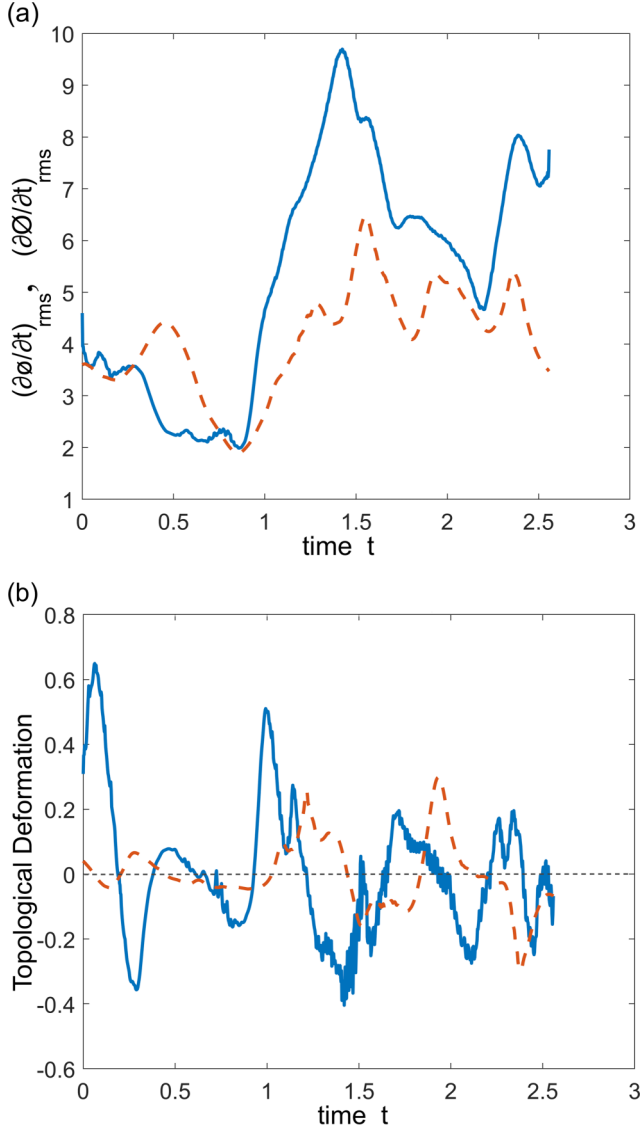 (a)
10
9
8
7
6
5
4
3
2
1
(∂ø/∂t)rms, (∂Ø/∂t)rms
0 0.5 1 1.5 2 2.5 3
time t
(b)
0.8
0.6
0.4
0.2
0
-0.2
-0.4
-0.6
Topological Deformation
0 0.5 1 1.5 2 2.5 3
time t